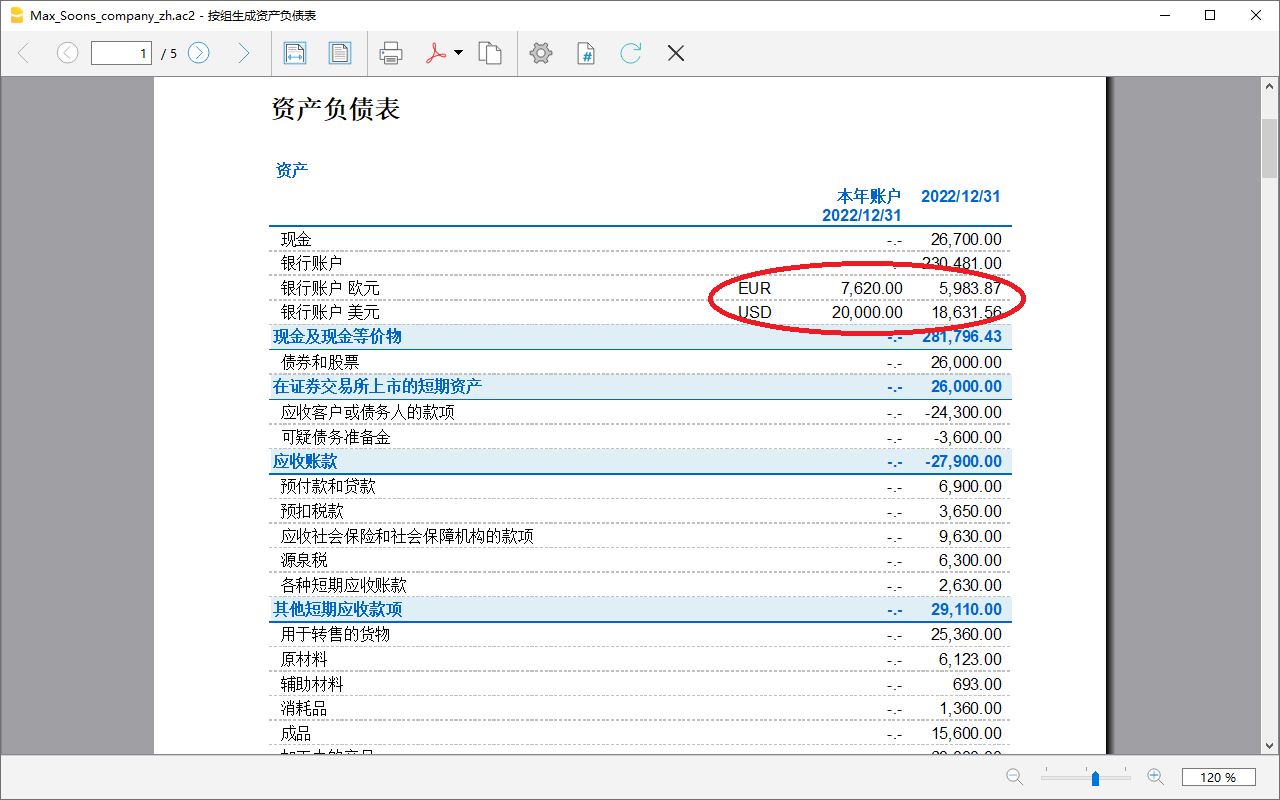 Max_Soons_company_zh.ac2 - 按组生成资产负债表
1 / 5
#
资产负债表
资产
本年账户 2022/12/31
2022/12/31
现金 -.- 26,700.00
银行账户 230,481.00
银行账户 欧元 EUR 7,620.00 5,983.87
银行账户 美元 USD 20,000.00 18,631.56
现金及现金等价物 -.- 281,796.43
债券和股票 -.- 26,000.00
在证券交易所上市的短期资产 -.- 26,000.00
应收客户或债务人的款项 -.- -24,300.00
可疑债务准备金 -.- -3,600.00
应收账款 -.- -27,900.00
预付款和贷款 -.- 6,900.00
预扣税款 -.- 3,650.00
应收社会保险和社会保障机构的款项 -.- 9,630.00
源泉税 -.- 6,300.00
各种短期应收账款 -.- 2,630.00
其他短期应收款项 -.- 29,110.00
用于转售的货物 -.- 25,360.00
原材料 -.- 6,123.00
辅助材料 -.- 693.00
消耗品 -.- 1,360.00
成品 -.- 15,600.00
120 %